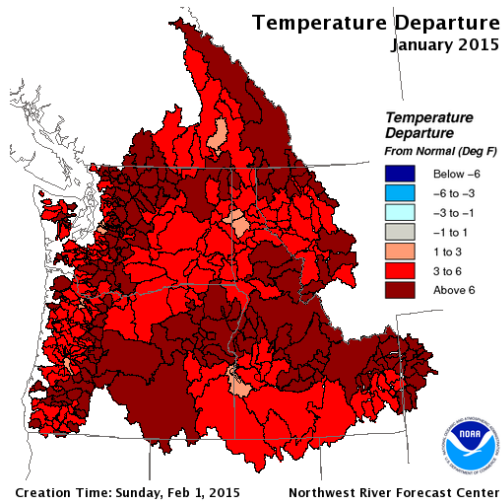 Temperature Departure
January 2015
Temperature
Departure
From Normal (Deg F)
Below -6
-6 to -3
-3 to -1
-1 to 1
1 to 3
3 to 6
Above 6
NOAA
Creation Time: Sunday, Feb 1, 2015
Northwest River Forecast Center